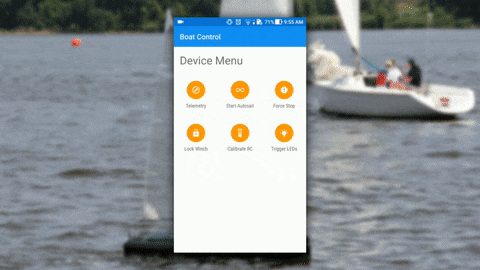 71% 9:55 AM
Boat Control
Device Menu
Telemetry Start Autosail Force Stop
Lock Winch Calibrate RC Trigger LEDs